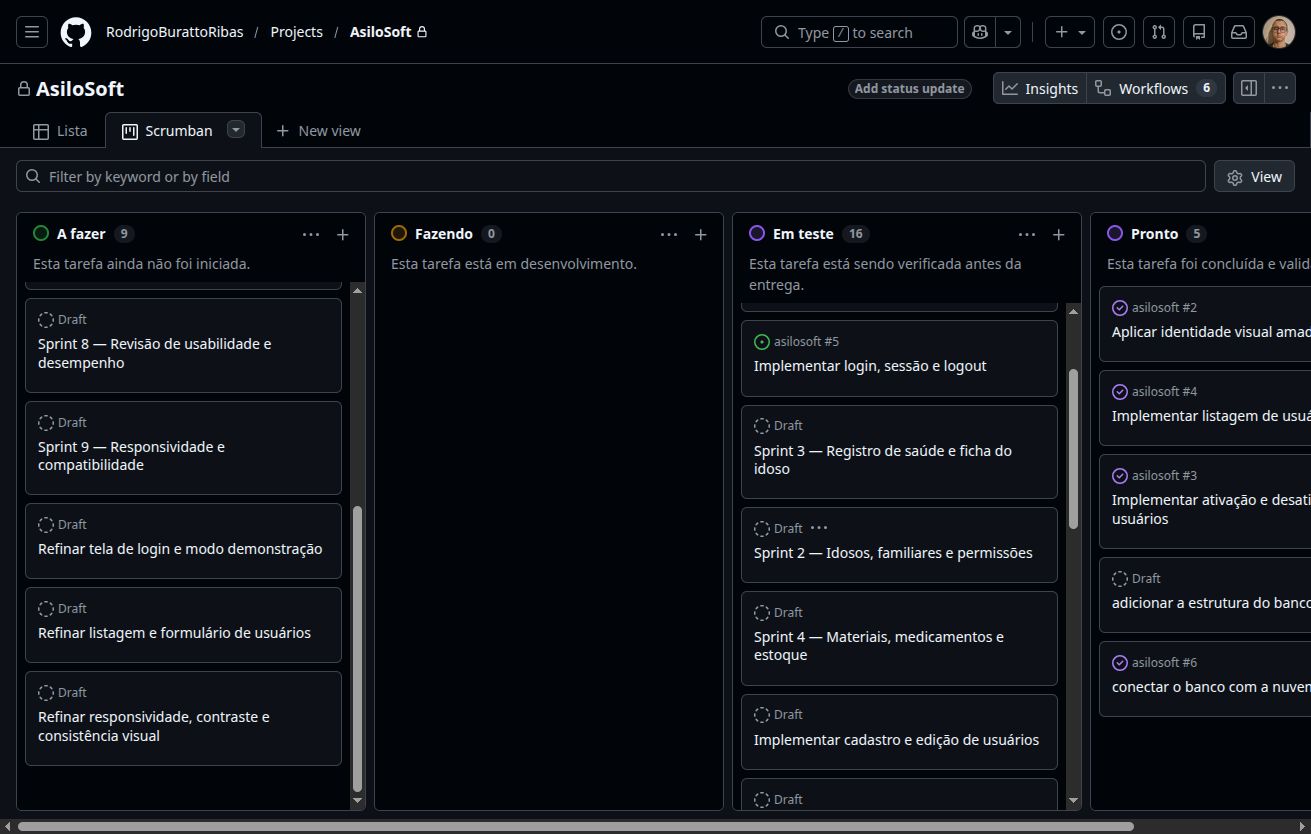 RodrigoBurattoRibas / Projects / AsiloSoft
Type / to search
AsiloSoft
Add status update
Insights
Workflows 6
Lista
Scrumban
New view
Filter by keyword or by field
View
A fazer 9
Esta tarefa ainda não foi iniciada.
Draft
Sprint 8 — Revisão de usabilidade e
desempenho
Draft
Sprint 9 — Responsividade e
compatibilidade
Draft
Refinar tela de login e modo demonstração
Draft
Refinar listagem e formulário de usuários
Draft
Refinar responsividade, contraste e
consistência visual
Fazendo 0
Esta tarefa está em desenvolvimento.
Em teste 16
Esta tarefa está sendo verificada antes da
entrega.
asilosoft #5
Implementar login, sessão e logout
Draft
Sprint 3 — Registro de saúde e ficha do
idoso
Draft
Sprint 2 — Idosos, familiares e permissões
Draft
Sprint 4 — Materiais, medicamentos e
estoque
Draft
Implementar cadastro e edição de usuários
Draft
Pronto 5
Esta tarefa foi concluída e valid
asilosoft #2
Aplicar identidade visual amad
asilosoft #4
Implementar listagem de usuá
asilosoft #3
Implementar ativação e desati
usuários
Draft
adicionar a estrutura do banco
asilosoft #6
conectar o banco com a nuven